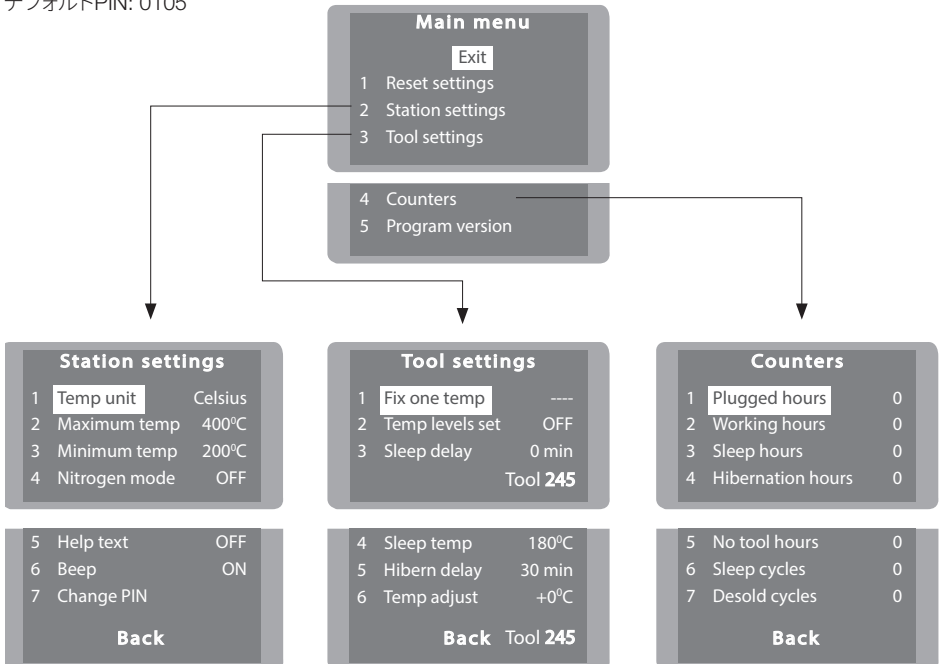 デフォルトPIN: 0105
Main menu
Exit
1 Reset settings
2 Station settings
3 Tool settings
4 Counters
5 Program version
Station settings
1 Temp unit Celsius
2 Maximum temp 400⁰C
3 Minimum temp 200⁰C
4 Nitrogen mode OFF
5 Help text OFF
6 Beep ON
7 Change PIN
Back
Tool settings
1 Fix one temp ----
2 Temp levels set OFF
3 Sleep delay 0 min
Tool 245
4 Sleep temp 180⁰C
5 Hibern delay 30 min
6 Temp adjust +0⁰C
Back Tool 245
Counters
1 Plugged hours 0
2 Working hours 0
3 Sleep hours 0
4 Hibernation hours 0
5 No tool hours 0
6 Sleep cycles 0
7 Desold cycles 0
Back